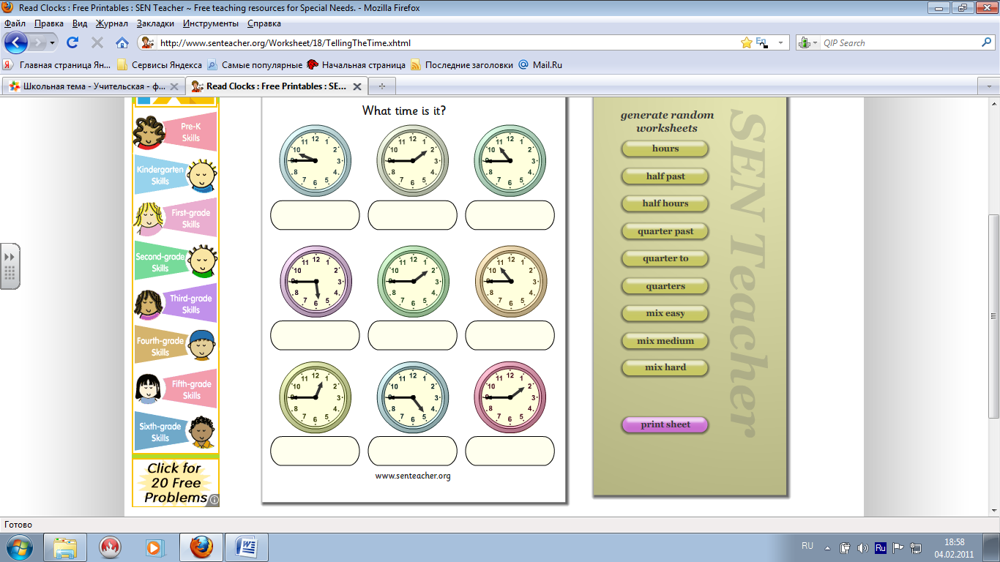 Read Clocks : Free Printables : SEN Teacher ~ Free teaching resources for Special Needs. - Mozilla Firefox
Файл Правка Вид Журнал Закладки Инструменты Справка
http://www.senteacher.org/Worksheet/18/TellingTheTime.xhtml
QIP Search
Главная страница Ян... Сервисы Яндекса Самые популярные Начальная страница Последние заголовки Mail.Ru
Школьная тема - Учительская - ф... Read Clocks : Free Printables : SE...
Pre-K
Skills
Kindergarten
Skills
First-grade
Skills
Second-grade
Skills
Third-grade
Skills
Fourth-grade
Skills
Fifth-grade
Skills
Sixth-grade
Skills
Click for
20 Free
Problems
What time is it?
www.senteacher.org
generate random
worksheets
hours
half past
half hours
quarter past
quarter to
quarters
mix easy
mix medium
mix hard
print sheet
SEN Teacher
Готово
RU
Ru
18:58
04.02.2011